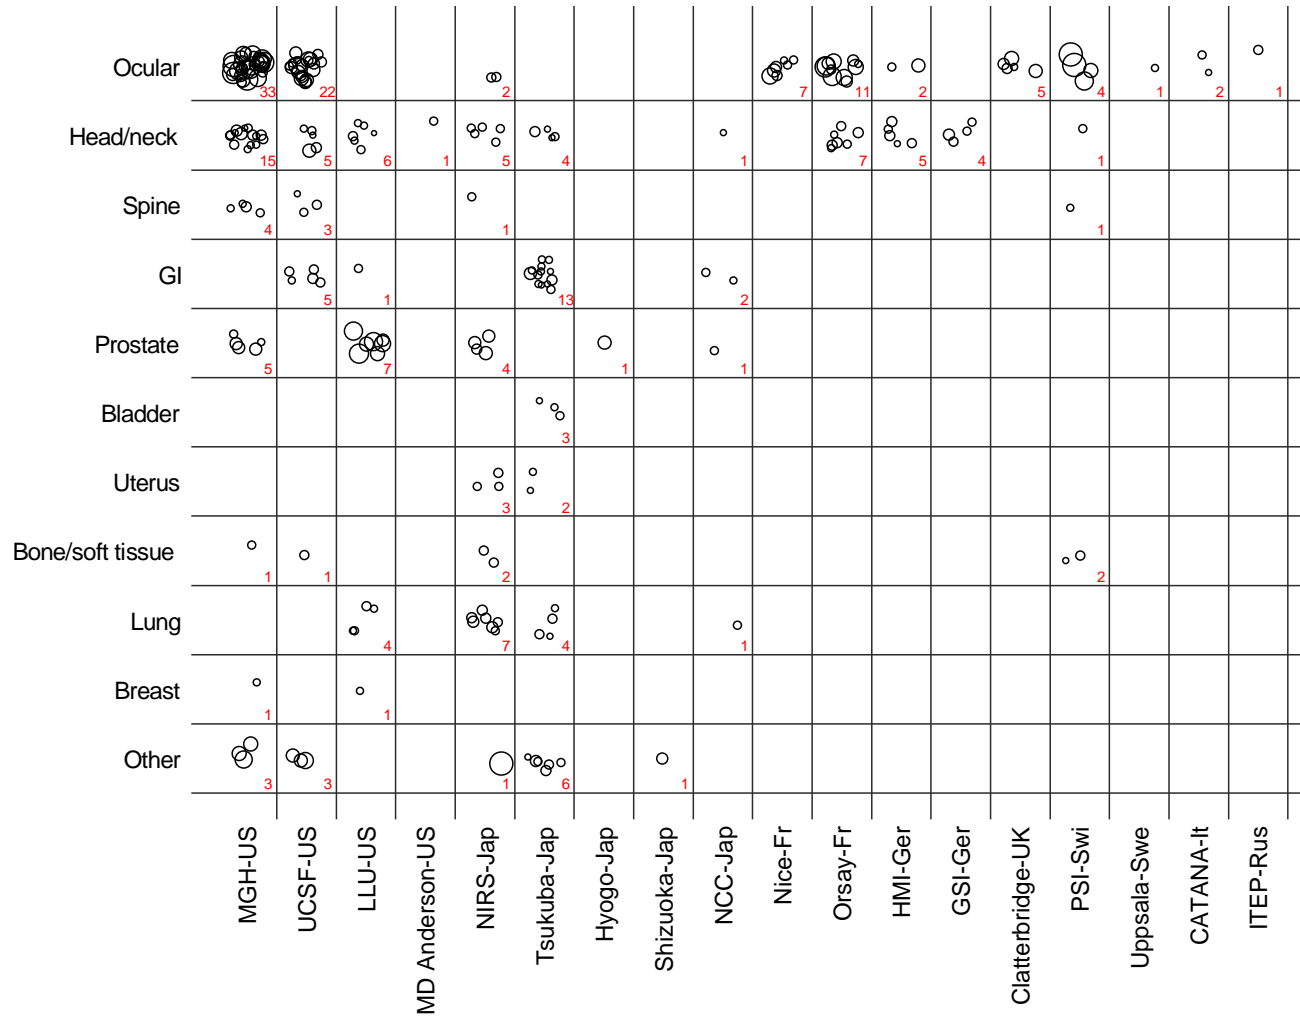 Ocular 33 22 2 7 11 2 5 4 1 2 1
Head/neck 15 5 6 1 5 4 1 7 5 4 1
Spine 4 3 1 1
GI 5 1 13 2
Prostate 5 7 4 1 1
Bladder 3
Uterus 3 2
Bone/soft tissue 1 1 2 2
Lung 4 7 4 1
Breast 1 1
Other 3 3 1 6 1
MGH-US
UCSF-US
LLU-US
MD Anderson-US
NIRS-Jap
Tsukuba-Jap
Hyogo-Jap
Shizuoka-Jap
NCC-Jap
Nice-Fr
Orsay-Fr
HMI-Ger
GSI-Ger
Clatterbridge-UK
PSI-Swi
Uppsala-Swe
CATANA-It
ITEP-Rus